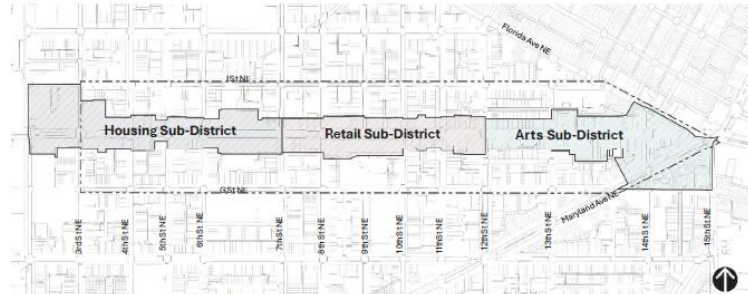 Florida Ave NE
I St NE
Housing Sub-District
Retail Sub-District
Arts Sub-District
G St NE
Maryland Ave NE
3rd St NE
4th St NE
5th St NE
6th St NE
7th St NE
8th St NE
9th St NE
10th St NE
11th St NE
12th St NE
13th St NE
14th St NE
15th St NE